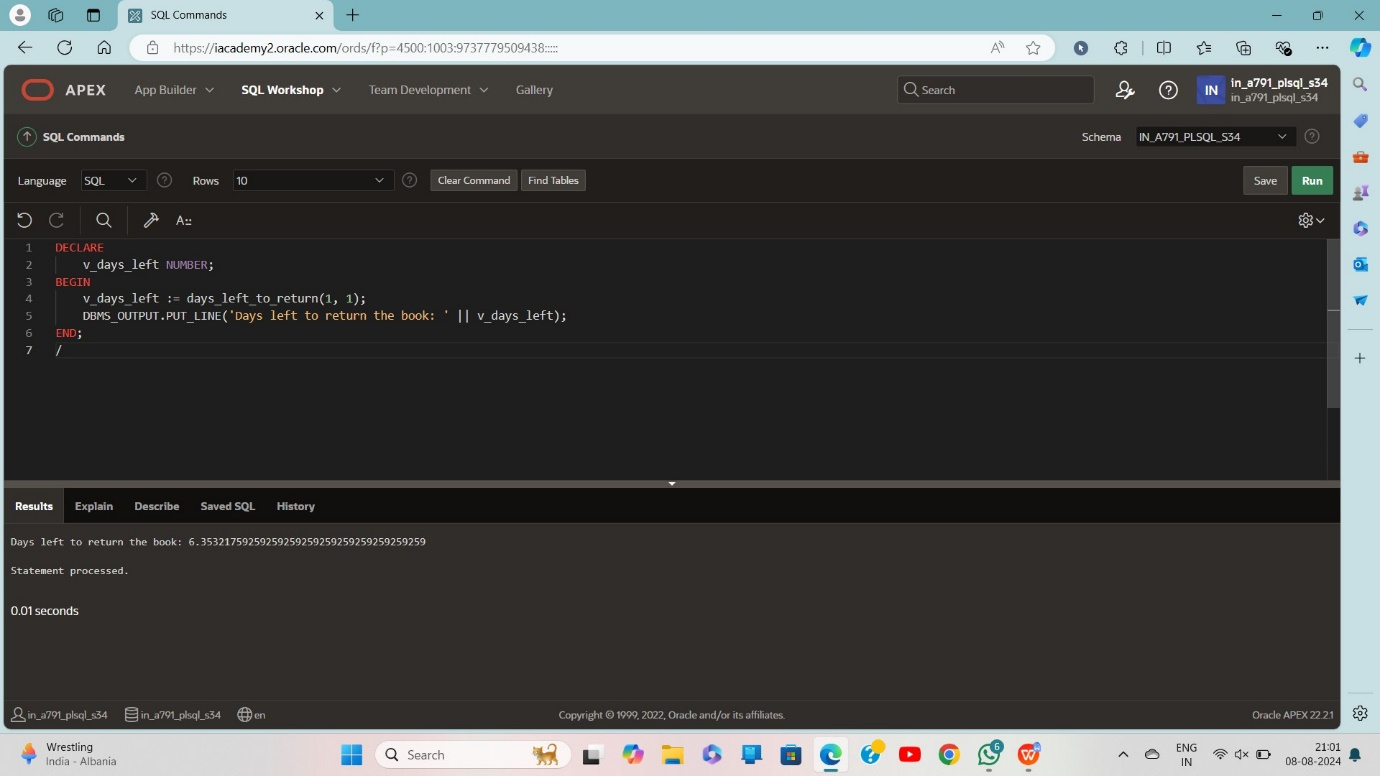 SQL Commands
https://iacademy2.oracle.com/ords/f?p=4500:1003:9737779509438:::::
APEX App Builder SQL Workshop Team Development Gallery Search IN in_a791_plsql_s34
in_a791_plsql_s34
SQL Commands Schema IN_A791_PLSQL_S34
Language SQL Rows 10 Clear Command Find Tables Save Run
1 DECLARE
2 v_days_left NUMBER;
3 BEGIN
4 v_days_left := days_left_to_return(1, 1);
5 DBMS_OUTPUT.PUT_LINE('Days left to return the book: ' || v_days_left);
6 END;
7 /
Results Explain Describe Saved SQL History
Days left to return the book: 6.35321759259259259259259259259259259259
Statement processed.
0.01 seconds
in_a791_plsql_s34 in_a791_plsql_s34 en Copyright © 1999, 2022, Oracle and/or its affiliates. Oracle APEX 22.2.1
Wrestling
India - Albania
Search
6
ENG
IN
21:01
08-08-2024